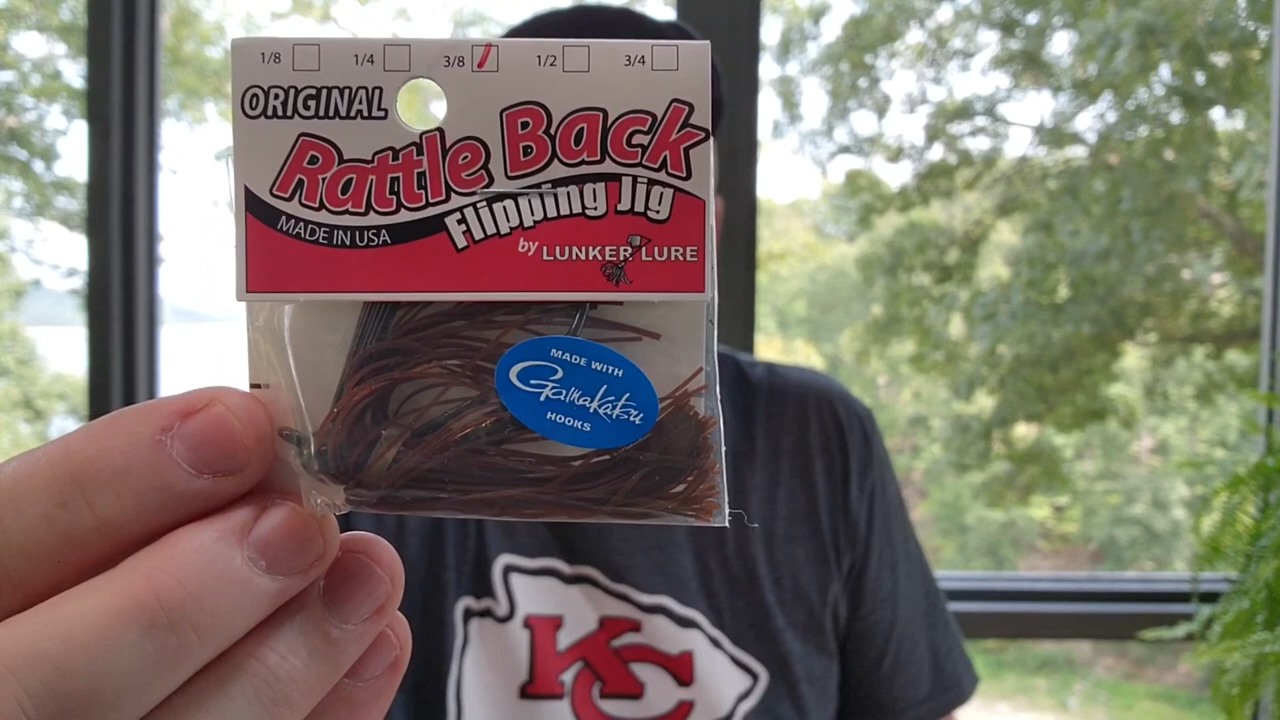 1/8 1/4 3/8 1/2 3/4
ORIGINAL
Rattle Back
Flipping Jig
MADE IN USA
by LUNKER LURE
MADE WITH
Gamakatsu
HOOKS
KC